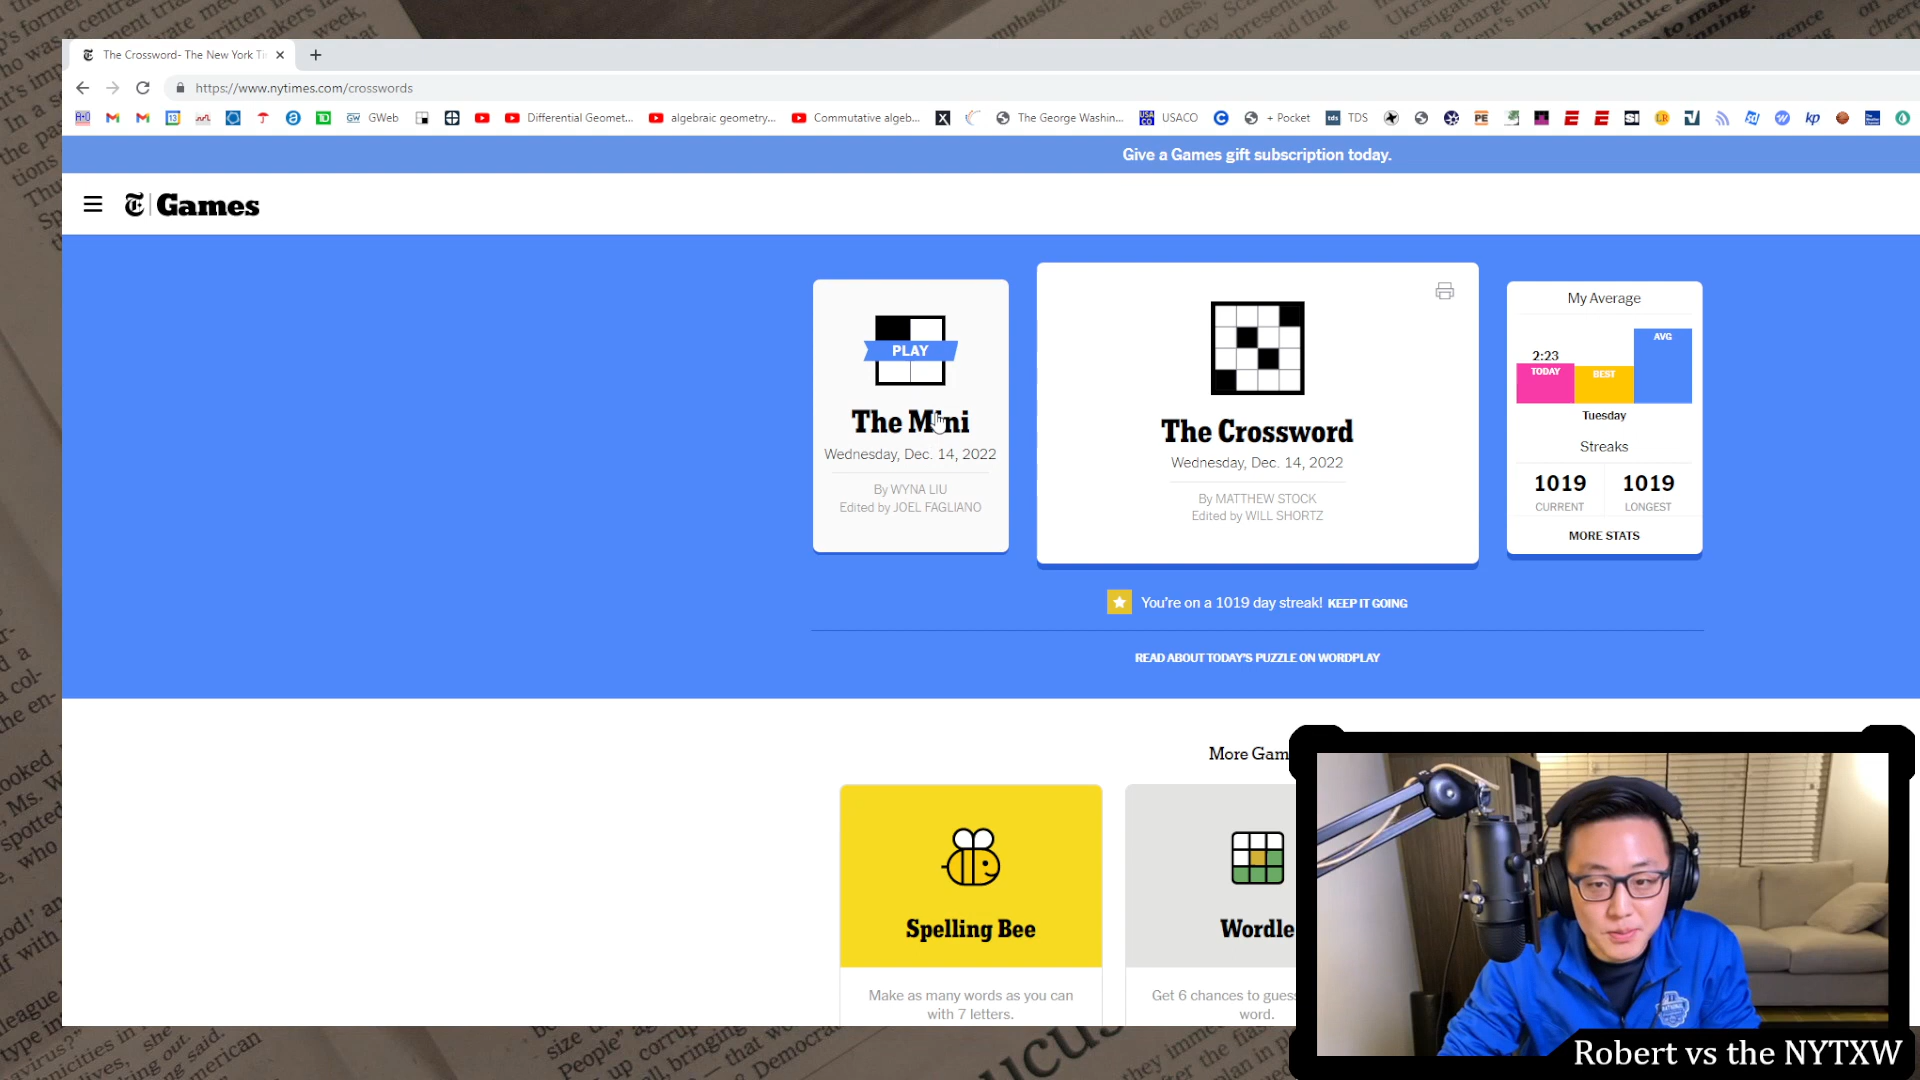 The Crossword- The New York Ti
https://www.nytimes.com/crosswords
GWeb
Differential Geomet...
algebraic geometry...
Commutative algeb...
The George Washin...
USACO
+ Pocket
TDS
Give a Games gift subscription today.
Games
PLAY
The Mini
Wednesday, Dec. 14, 2022
By WYNA LIU
Edited by JOEL FAGLIANO
The Crossword
Wednesday, Dec. 14, 2022
By MATTHEW STOCK
Edited by WILL SHORTZ
My Average
2:23
TODAY
BEST
AVG
Tuesday
Streaks
1019
CURRENT
1019
LONGEST
MORE STATS
You're on a 1019 day streak! KEEP IT GOING
READ ABOUT TODAY'S PUZZLE ON WORDPLAY
More Gam
Spelling Bee
Make as many words as you can
with 7 letters.
Wordle
Get 6 chances to gues
word.
Robert vs the NYTXW